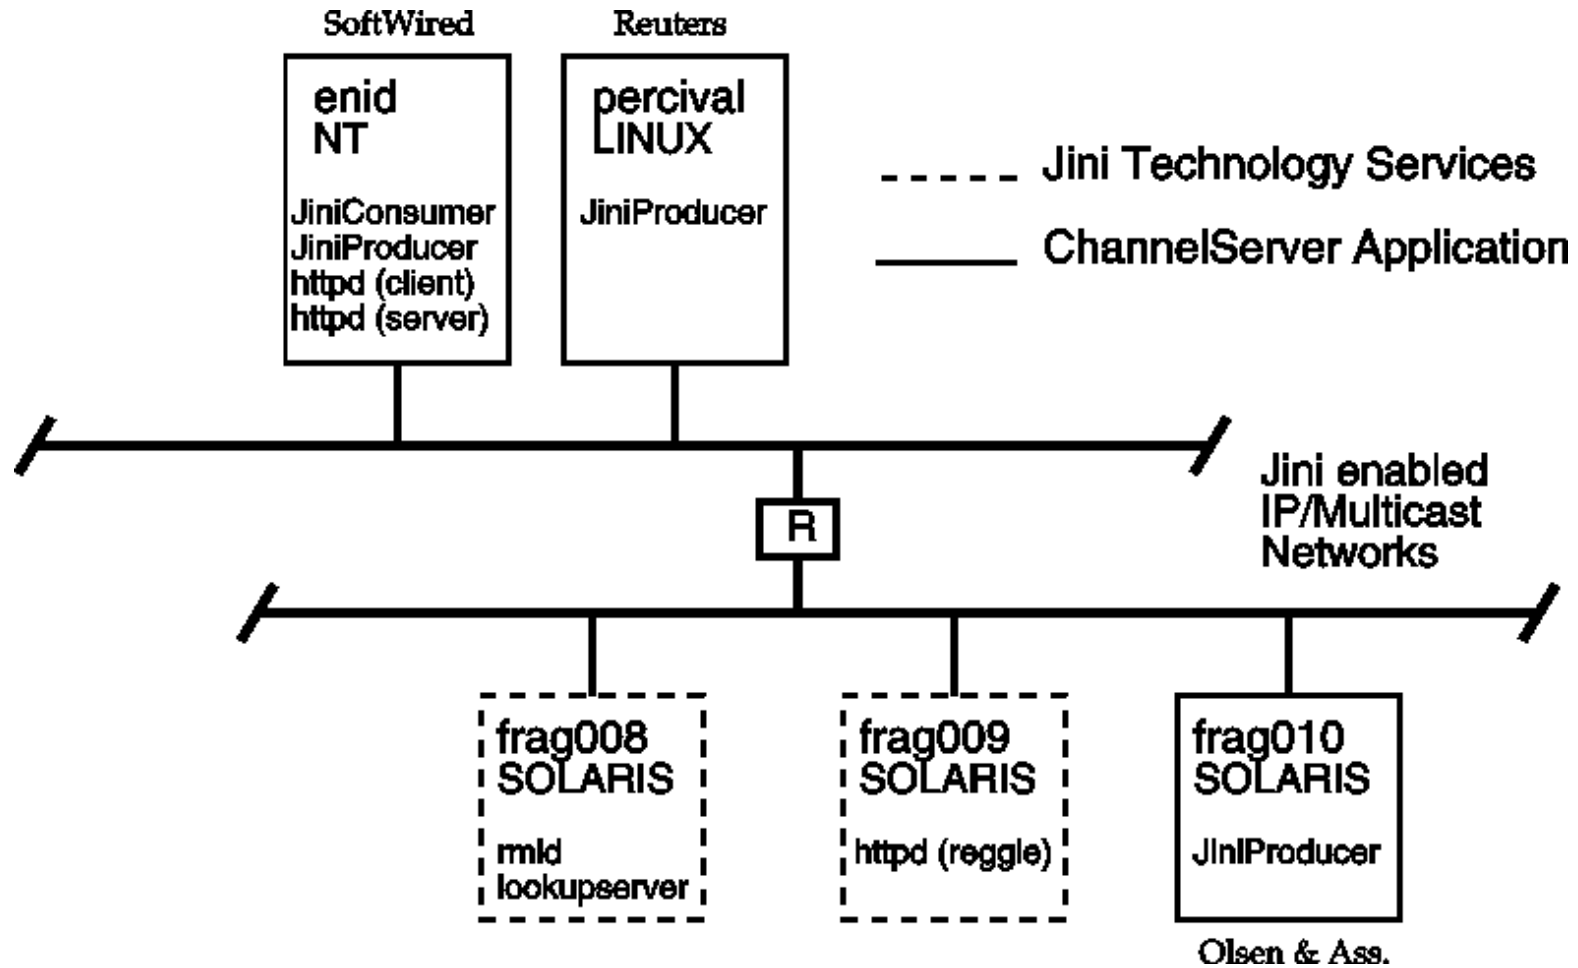 SoftWired
Reuters
enid
NT
JiniConsumer
JiniProducer
httpd (client)
httpd (server)
percival
LINUX
JiniProducer
Jini Technology Services
ChannelServer Application
R
Jini enabled
IP/Multicast
Networks
frag008
SOLARIS
rmid
lookupserver
frag009
SOLARIS
httpd (reggie)
frag010
SOLARIS
JiniProducer
Olsen & Ass.